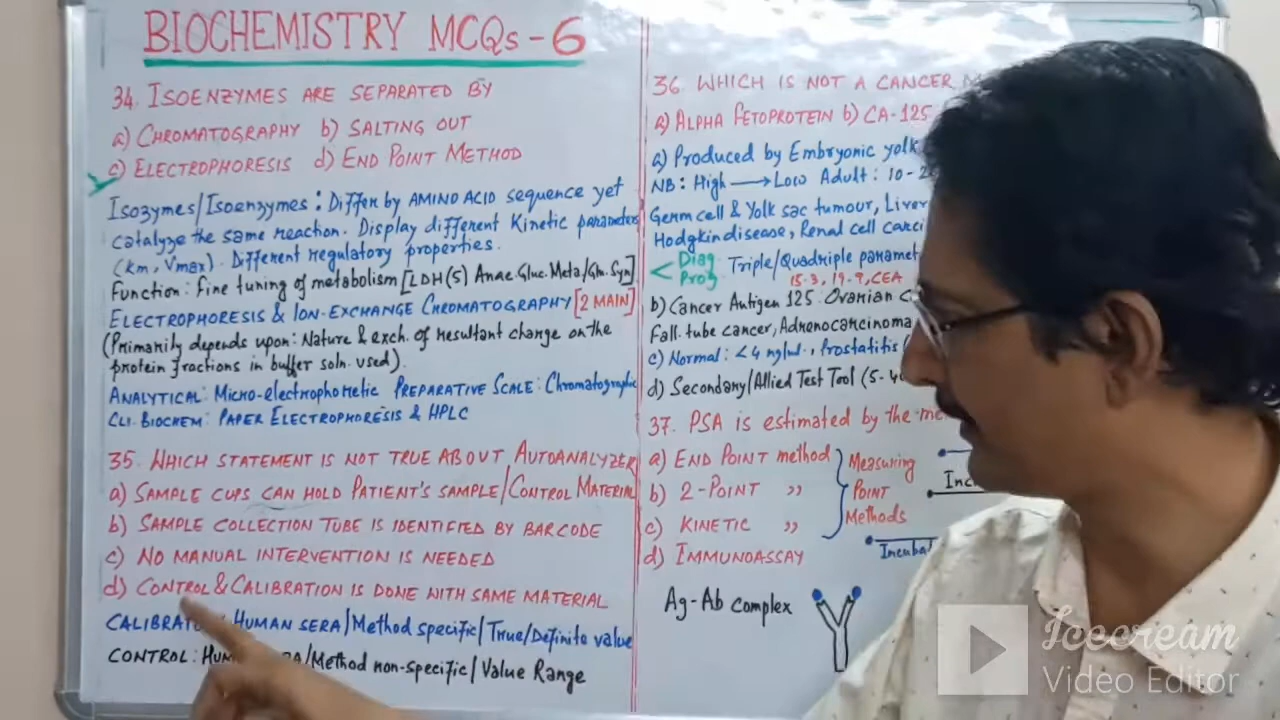 BIOCHEMISTRY MCQs - 6
34. ISOENZYMES ARE SEPARATED BY
a) CHROMATOGRAPHY b) SALTING OUT
c) ELECTROPHORESIS d) END POINT METHOD
Isozymes/Isoenzymes : Differ by AMINO ACID sequence yet
catalyze the same reaction. Display different kinetic parameters
(Km, Vmax). Different regulatory properties.
Function: Fine tuning of metabolism [LDH(5) Anae.Gluc.Meta/Gln.Syn]
ELECTROPHORESIS & ION-EXCHANGE CHROMATOGRAPHY [2 MAIN]
(Primarily depends upon: Nature & exch. of resultant change on the
protein fractions in buffer soln. used).
ANALYTICAL: Micro-electrophoretic PREPARATIVE SCALE: Chromatographic
CLI. BIOCHEM: PAPER ELECTROPHORESIS & HPLC
35. WHICH STATEMENT IS NOT TRUE ABOUT AUTOANALYZER
a) SAMPLE CUPS CAN HOLD PATIENT'S SAMPLE/CONTROL MATERIAL
b) SAMPLE COLLECTION TUBE IS IDENTIFIED BY BARCODE
c) NO MANUAL INTERVENTION IS NEEDED
d) CONTROL & CALIBRATION IS DONE WITH SAME MATERIAL
HUMAN SERA/Method specific/True/Definite value
CONTROL: /Method non-specific/Value Range
36. WHICH IS NOT A CANCER
a) ALPHA FETOPROTEIN b) CA-125
a) Produced by Embryonic yolk
NB: High → Low Adult: 10-
Germ cell & Yolk sac tumour, Liver
Hodgkin disease, Renal cell
< Diag Prog Triple/Quadriple
15-3, 19-9, CEA
b) Cancer Antigen 125: Ovarian
Fall. tube cancer, Adenocarcinoma
c) Normal: <4 ng/ml. Prostatitis
d) Secondary/Allied Test Tool
37. PSA IS ESTIMATED BY THE
a) END POINT method
b) 2-POINT "
c) KINETIC "
d) IMMUNOASSAY
Measuring
Point
Methods
Ag-Ab complex
Icecream
Video Editor